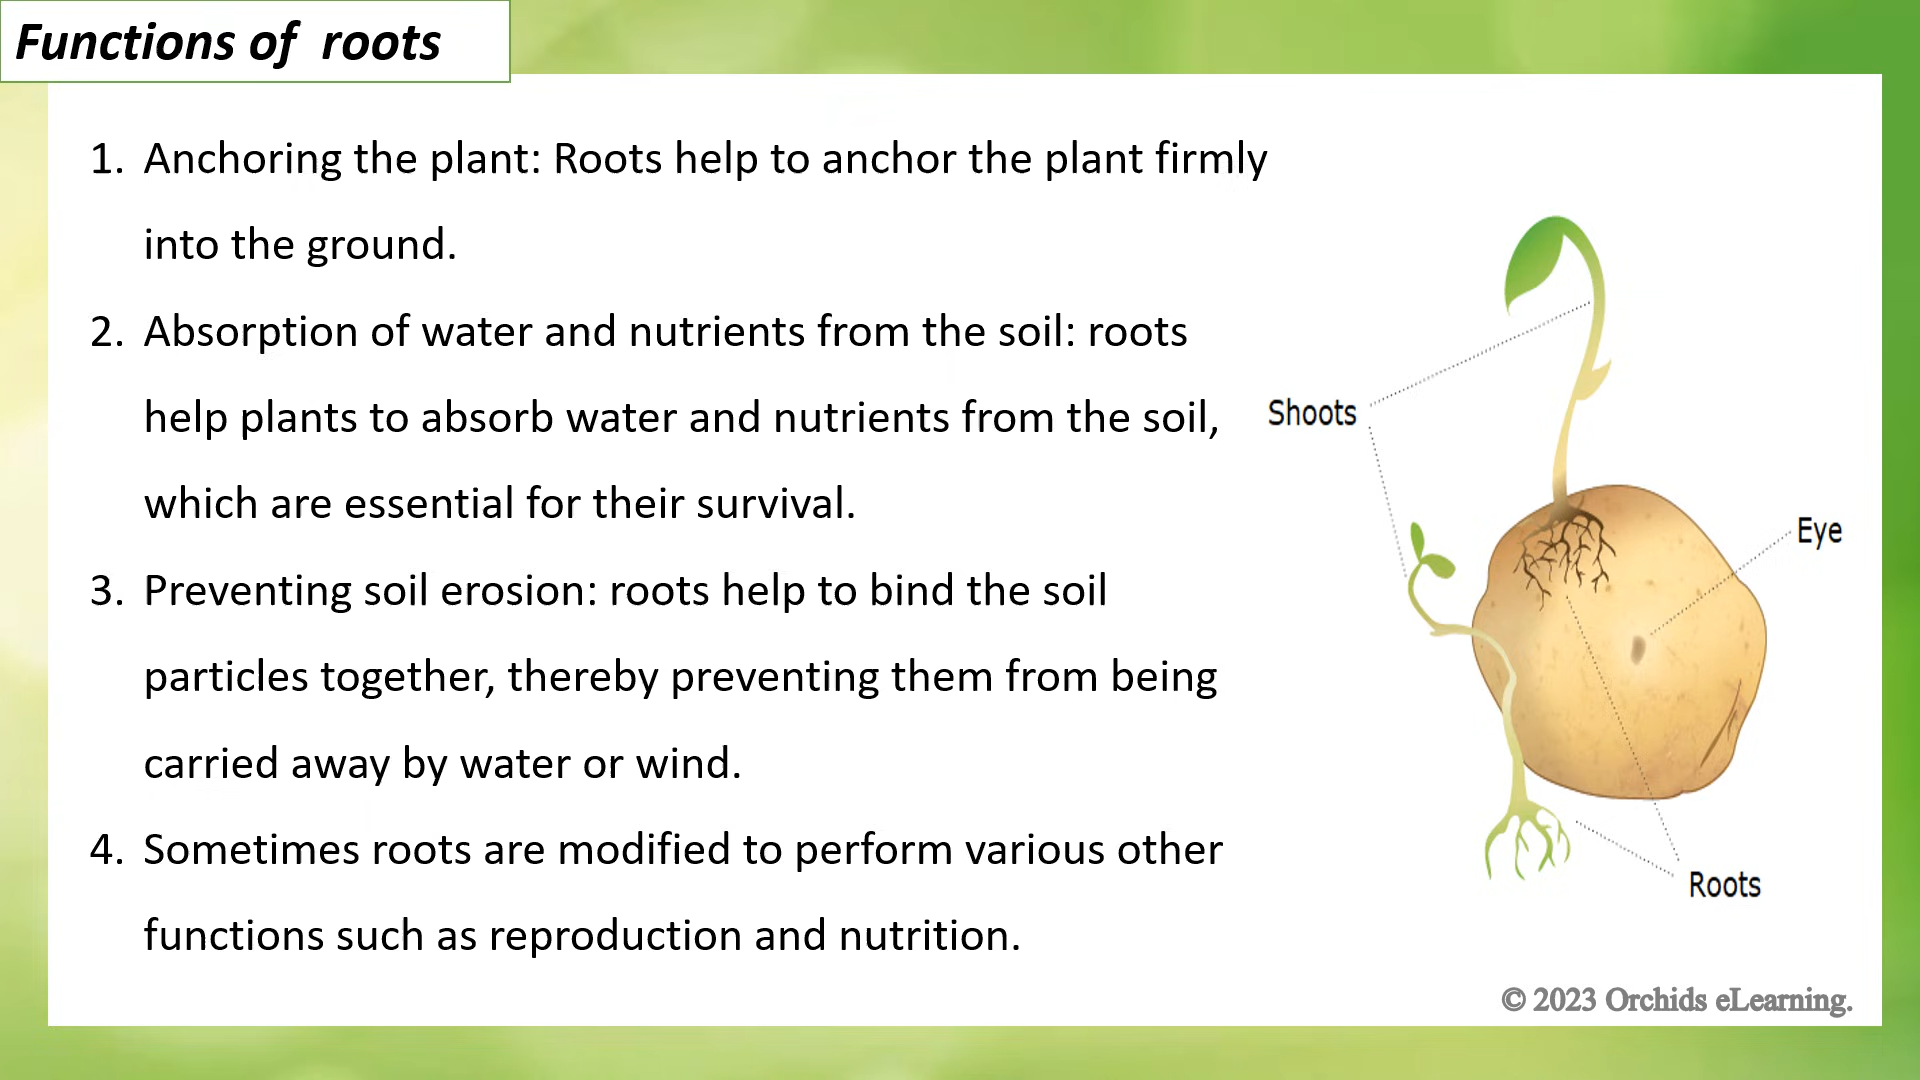 Functions of roots
1. Anchoring the plant: Roots help to anchor the plant firmly
into the ground.
2. Absorption of water and nutrients from the soil: roots
help plants to absorb water and nutrients from the soil,
which are essential for their survival.
3. Preventing soil erosion: roots help to bind the soil
particles together, thereby preventing them from being
carried away by water or wind.
4. Sometimes roots are modified to perform various other
functions such as reproduction and nutrition.
Shoots
Eye
Roots
© 2023 Orchids eLearning.